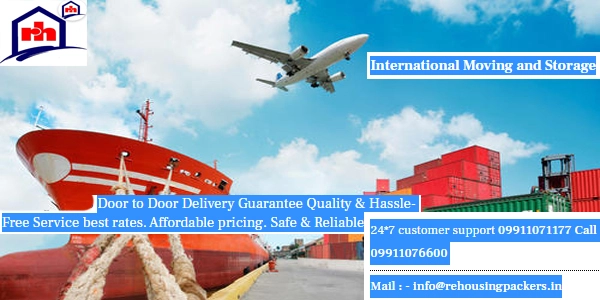 rh
International Moving and Storage
Door to Door Delivery Guarantee Quality & Hassle-
Free Service best rates. Affordable pricing. Safe & Reliable
24*7 customer support 09911071177 Call
09911076600
Mail : - info@rehousingpackers.in